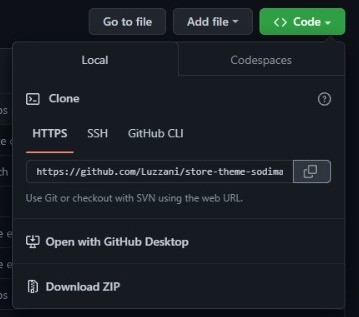 Go to file Add file Code
Local Codespaces
Clone
HTTPS SSH GitHub CLI
https://github.com/Luzzani/store-theme-sodima
Use Git or checkout with SVN using the web URL.
Open with GitHub Desktop
Download ZIP